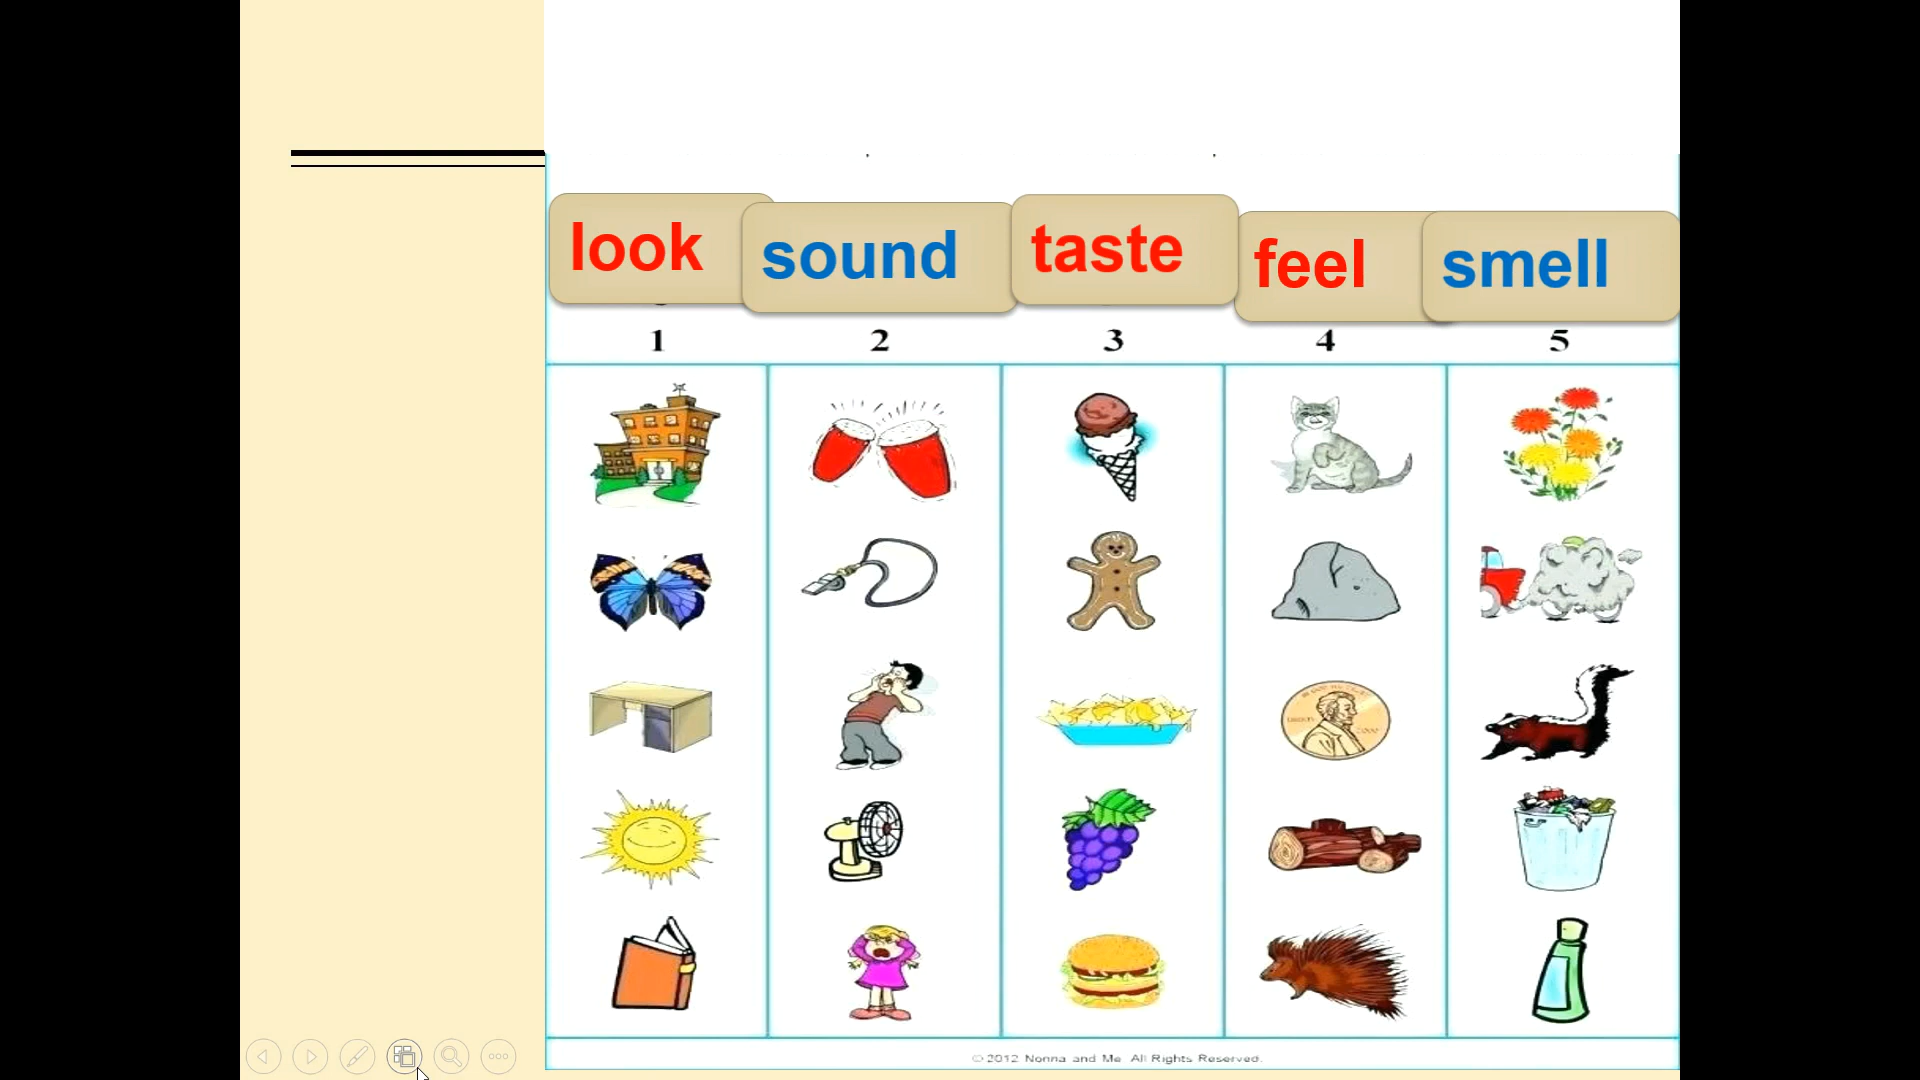 look
sound
taste
feel
smell
1 2 3 4 5
© 2012 Nonna and Me. All Rights Reserved.